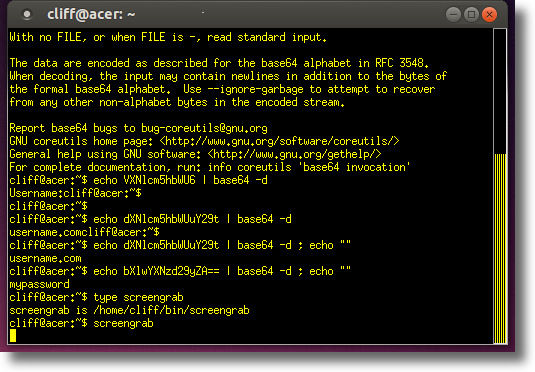 cliff@acer: ~
With no FILE, or when FILE is -, read standard input.
The data are encoded as described for the base64 alphabet in RFC 3548.
When decoding, the input may contain newlines in addition to the bytes of
the formal base64 alphabet.  Use --ignore-garbage to attempt to recover
from any other non-alphabet bytes in the encoded stream.
Report base64 bugs to bug-coreutils@gnu.org
GNU coreutils home page: <http://www.gnu.org/software/coreutils/>
General help using GNU software: <http://www.gnu.org/gethelp/>
For complete documentation, run: info coreutils 'base64 invocation'
cliff@acer:~$ echo VXNlcm5hbWU6 | base64 -d
Username:cliff@acer:~$
cliff@acer:~$
cliff@acer:~$ echo dXNlcm5hbWUuY29t | base64 -d
username.comcliff@acer:~$
cliff@acer:~$ echo dXNlcm5hbWUuY29t | base64 -d ; echo ""
username.com
cliff@acer:~$ echo bXlwYXNzd29yZA== | base64 -d ; echo ""
mypassword
cliff@acer:~$ type screengrab
screengrab is /home/cliff/bin/screengrab
cliff@acer:~$ screengrab